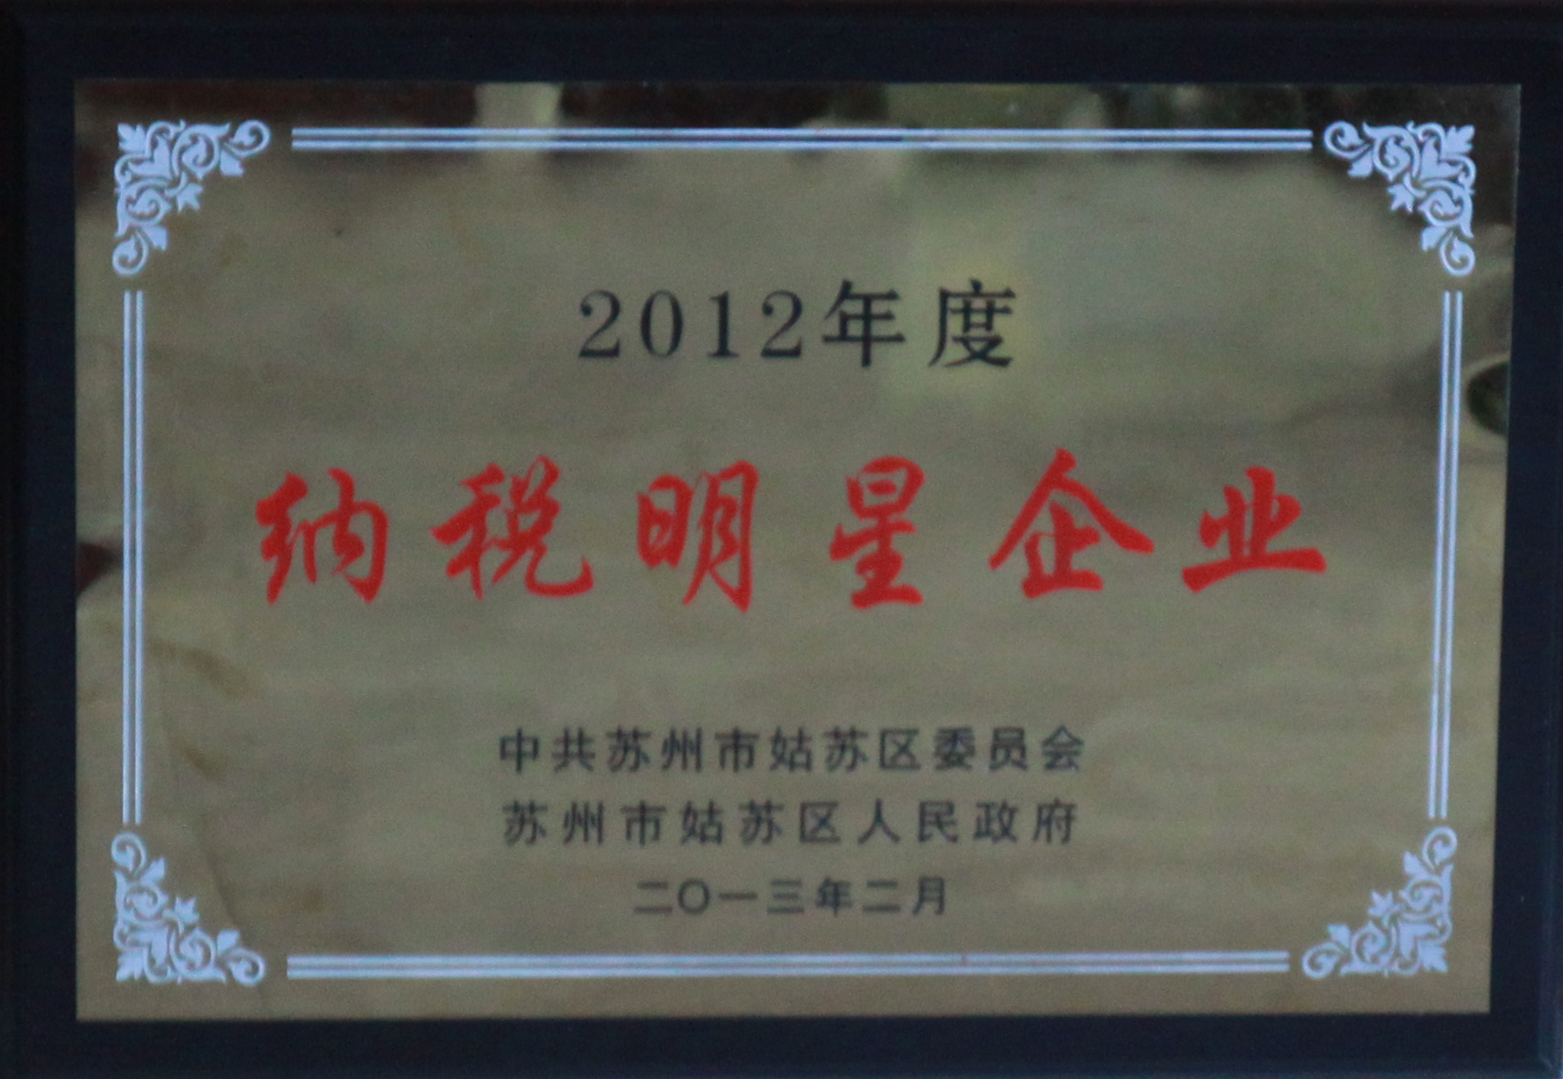 2012年度
纳税明星企业
中共苏州市姑苏区委员会
苏州市姑苏区人民政府
二〇一三年二月